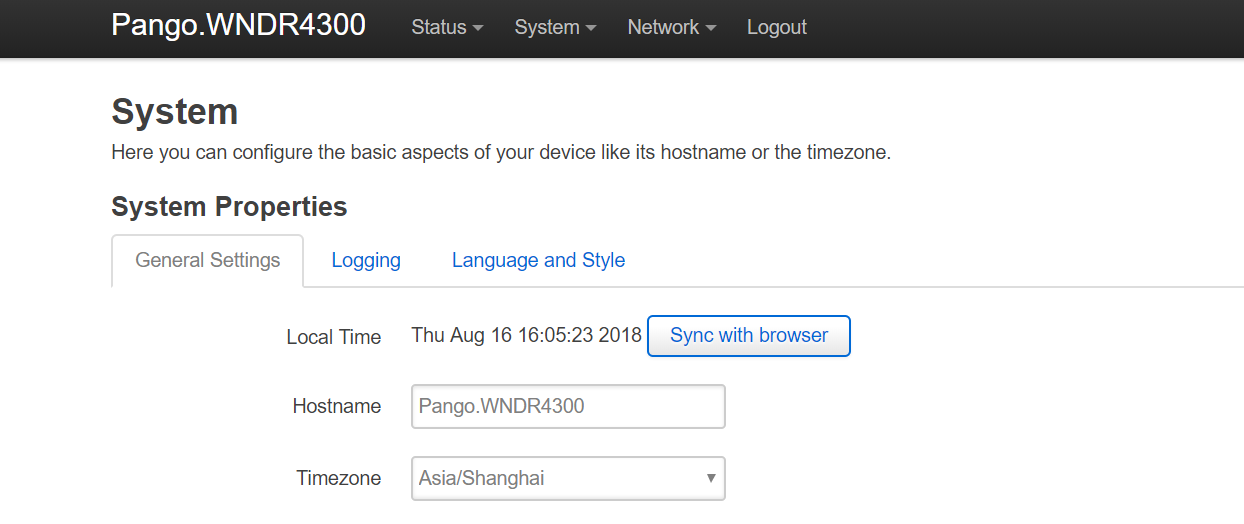 Pango.WNDR4300 Status System Network Logout
System
Here you can configure the basic aspects of your device like its hostname or the timezone.
System Properties
General Settings Logging Language and Style
Local Time Thu Aug 16 16:05:23 2018 Sync with browser
Hostname Pango.WNDR4300
Timezone Asia/Shanghai